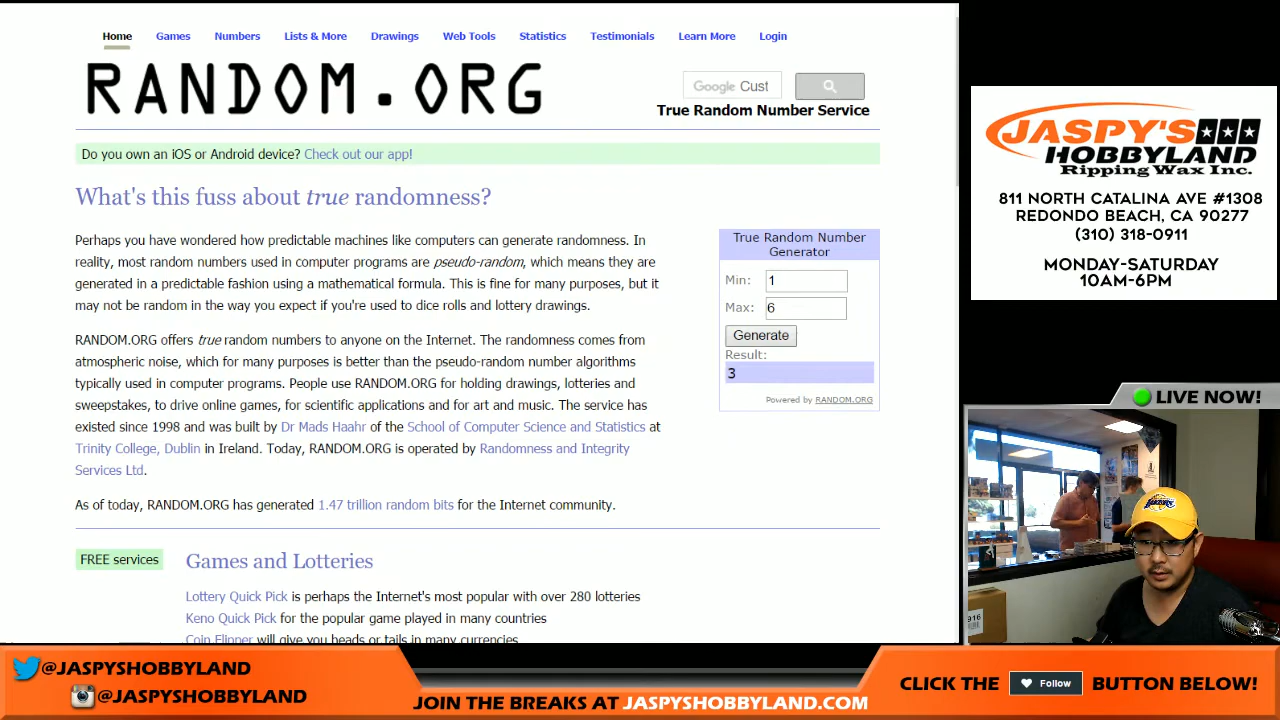 Home Games Numbers Lists & More Drawings Web Tools Statistics Testimonials Learn More Login
RANDOM.ORG
Google Cust
True Random Number Service
Do you own an iOS or Android device? Check out our app!
What's this fuss about true randomness?
Perhaps you have wondered how predictable machines like computers can generate randomness. In
reality, most random numbers used in computer programs are pseudo-random, which means they are
generated in a predictable fashion using a mathematical formula. This is fine for many purposes, but it
may not be random in the way you expect if you're used to dice rolls and lottery drawings.
RANDOM.ORG offers true random numbers to anyone on the Internet. The randomness comes from
atmospheric noise, which for many purposes is better than the pseudo-random number algorithms
typically used in computer programs. People use RANDOM.ORG for holding drawings, lotteries and
sweepstakes, to drive online games, for scientific applications and for art and music. The service has
existed since 1998 and was built by Dr Mads Haahr of the School of Computer Science and Statistics at
Trinity College, Dublin in Ireland. Today, RANDOM.ORG is operated by Randomness and Integrity
Services Ltd.
As of today, RANDOM.ORG has generated 1.47 trillion random bits for the Internet community.
True Random Number
Generator
Min: 1
Max: 6
Generate
Result:
3
Powered by RANDOM.ORG
FREE services
Games and Lotteries
Lottery Quick Pick is perhaps the Internet's most popular with over 280 lotteries
Keno Quick Pick for the popular game played in many countries
Coin Flipper will give you heads or tails in many currencies
JASPY'S
HOBBYLAND
Ripping Wax Inc.
811 NORTH CATALINA AVE #1308
REDONDO BEACH, CA 90277
(310) 318-0911
MONDAY-SATURDAY
10AM-6PM
LIVE NOW!
@JASPYSHOBBYLAND
@JASPYSHOBBYLAND
JOIN THE BREAKS AT JASPYSHOBBYLAND.COM
CLICK THE Follow BUTTON BELOW!